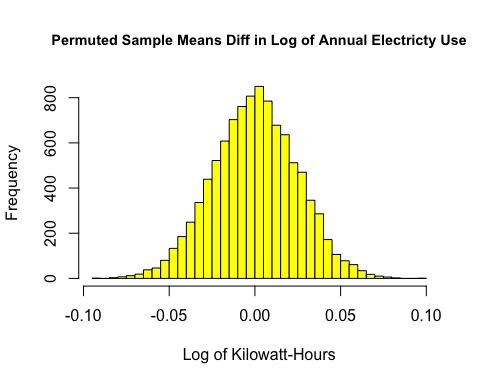 Permuted Sample Means Diff in Log of Annual Electricty Use
Frequency
800
600
400
200
0
-0.10 -0.05 0.00 0.05 0.10
Log of Kilowatt-Hours